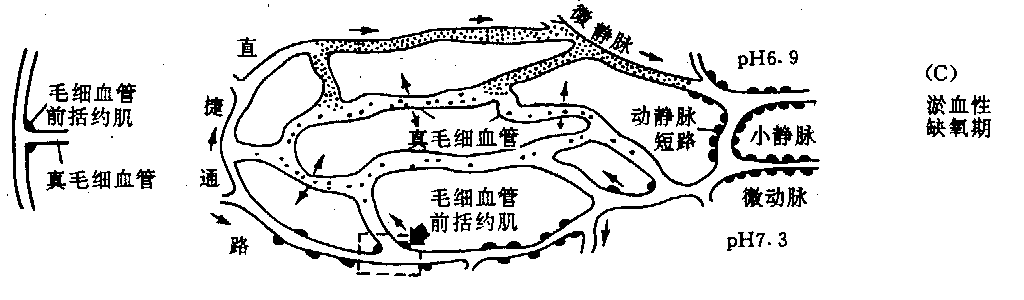 毛细血管
前括约肌
真毛细血管
直捷通路
微静脉
真毛细血管
毛细血管
前括约肌
动静脉
短路
pH6.9
小静脉
微动脉
pH7.3
(C)
淤血性
缺氧期